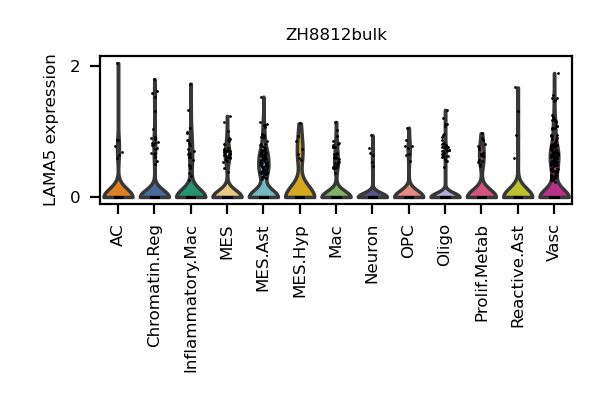 ZH8812bulk
LAMA5 expression
2
0
AC
Chromatin.Reg
Inflammatory.Mac
MES
MES.Ast
MES.Hyp
Mac
Neuron
OPC
Oligo
Prolif.Metab
Reactive.Ast
Vasc